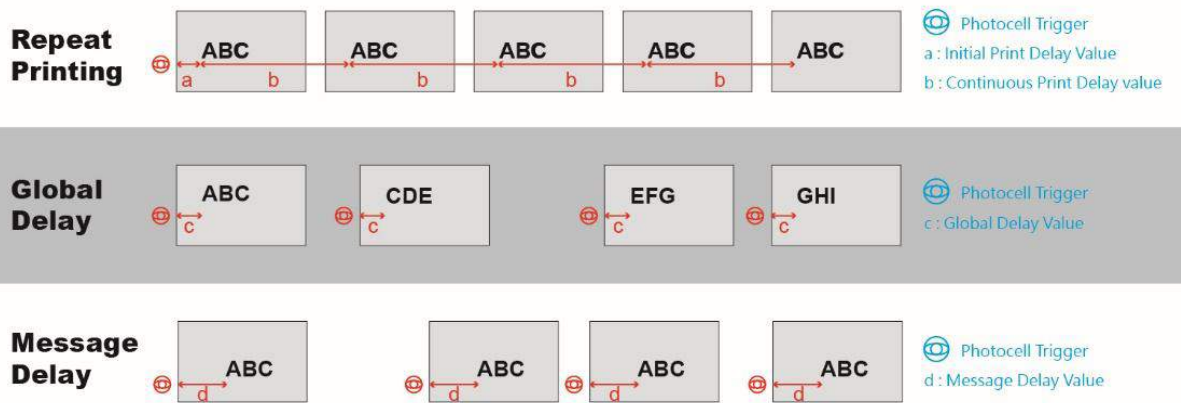 Repeat
Printing
ABC ABC ABC ABC ABC
a b b b b
Photocell Trigger
a : Initial Print Delay Value
b : Continuous Print Delay value
Global
Delay
ABC CDE EFG GHI
c c c c
Photocell Trigger
c : Global Delay Value
Message
Delay
ABC ABC ABC ABC
d d d d
Photocell Trigger
d : Message Delay Value